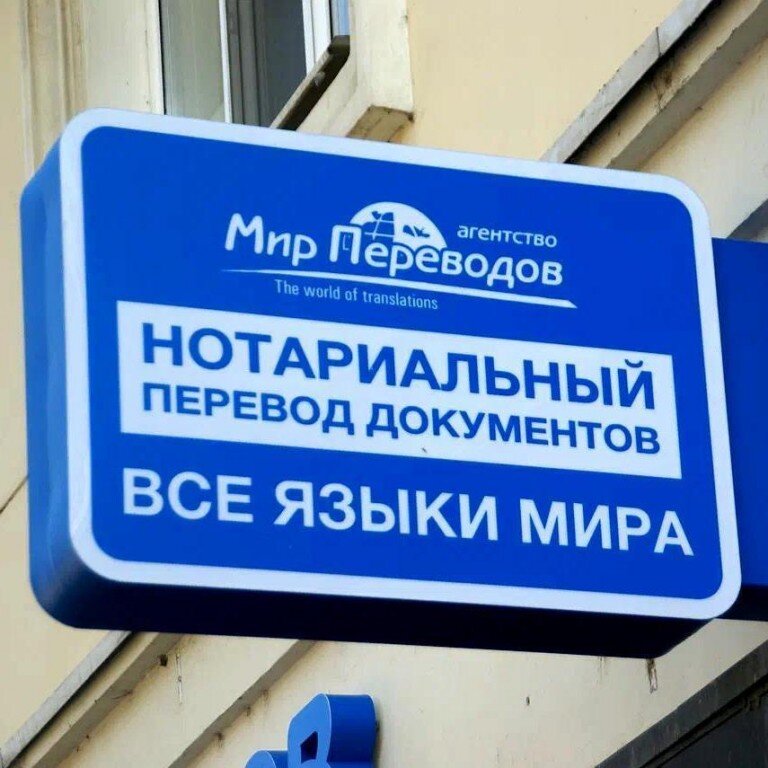 агентство
Мир Переводов
The world of translations
НОТАРИАЛЬНЫЙ
ПЕРЕВОД ДОКУМЕНТОВ
ВСЕ ЯЗЫКИ МИРА